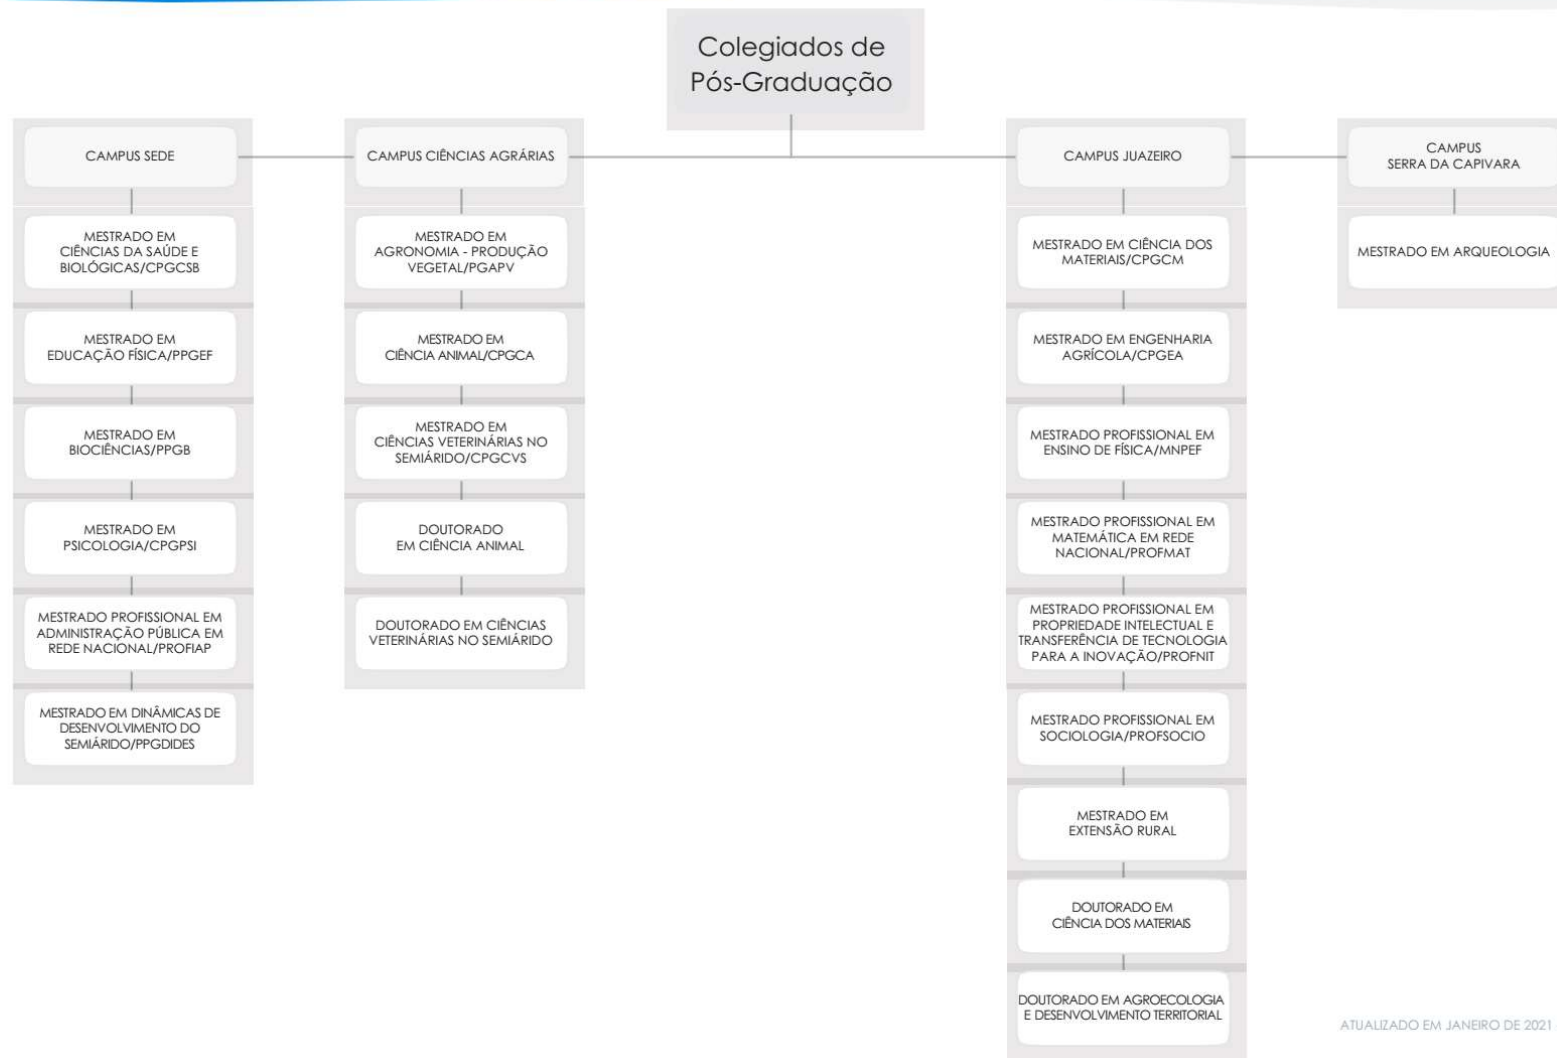 Colegiados de
Pós-Graduação
CAMPUS SEDE
MESTRADO EM
CIÊNCIAS DA SAÚDE E
BIOLÓGICAS/CPGCSB
MESTRADO EM
EDUCAÇÃO FÍSICA/PPGEF
MESTRADO EM
BIOCIÊNCIAS/PPGB
MESTRADO EM
PSICOLOGIA/CPGPSI
MESTRADO PROFISSIONAL EM
ADMINISTRAÇÃO PÚBLICA EM
REDE NACIONAL/PROFIAP
MESTRADO EM DINÂMICAS DE
DESENVOLVIMENTO DO
SEMIÁRIDO/PPGDIDES
CAMPUS CIÊNCIAS AGRÁRIAS
MESTRADO EM
AGRONOMIA - PRODUÇÃO
VEGETAL/PGAPV
MESTRADO EM
CIÊNCIA ANIMAL/CPGCA
MESTRADO EM
CIÊNCIAS VETERINÁRIAS NO
SEMIÁRIDO/CPGCVS
DOUTORADO
EM CIÊNCIA ANIMAL
DOUTORADO EM CIÊNCIAS
VETERINÁRIAS NO SEMIÁRIDO
CAMPUS JUAZEIRO
MESTRADO EM CIÊNCIA DOS
MATERIAIS/CPGCM
MESTRADO EM ENGENHARIA
AGRÍCOLA/CPGEA
MESTRADO PROFISSIONAL EM
ENSINO DE FÍSICA/MNPEF
MESTRADO PROFISSIONAL EM
MATEMÁTICA EM REDE
NACIONAL/PROFMAT
MESTRADO PROFISSIONAL EM
PROPRIEDADE INTELECTUAL E
TRANSFERÊNCIA DE TECNOLOGIA
PARA A INOVAÇÃO/PROFNIT
MESTRADO PROFISSIONAL EM
SOCIOLOGIA/PROFSOCIO
MESTRADO EM
EXTENSÃO RURAL
DOUTORADO EM
CIÊNCIA DOS MATERIAIS
DOUTORADO EM AGROECOLOGIA
E DESENVOLVIMENTO TERRITORIAL
CAMPUS
SERRA DA CAPIVARA
MESTRADO EM ARQUEOLOGIA
ATUALIZADO EM JANEIRO DE 2021